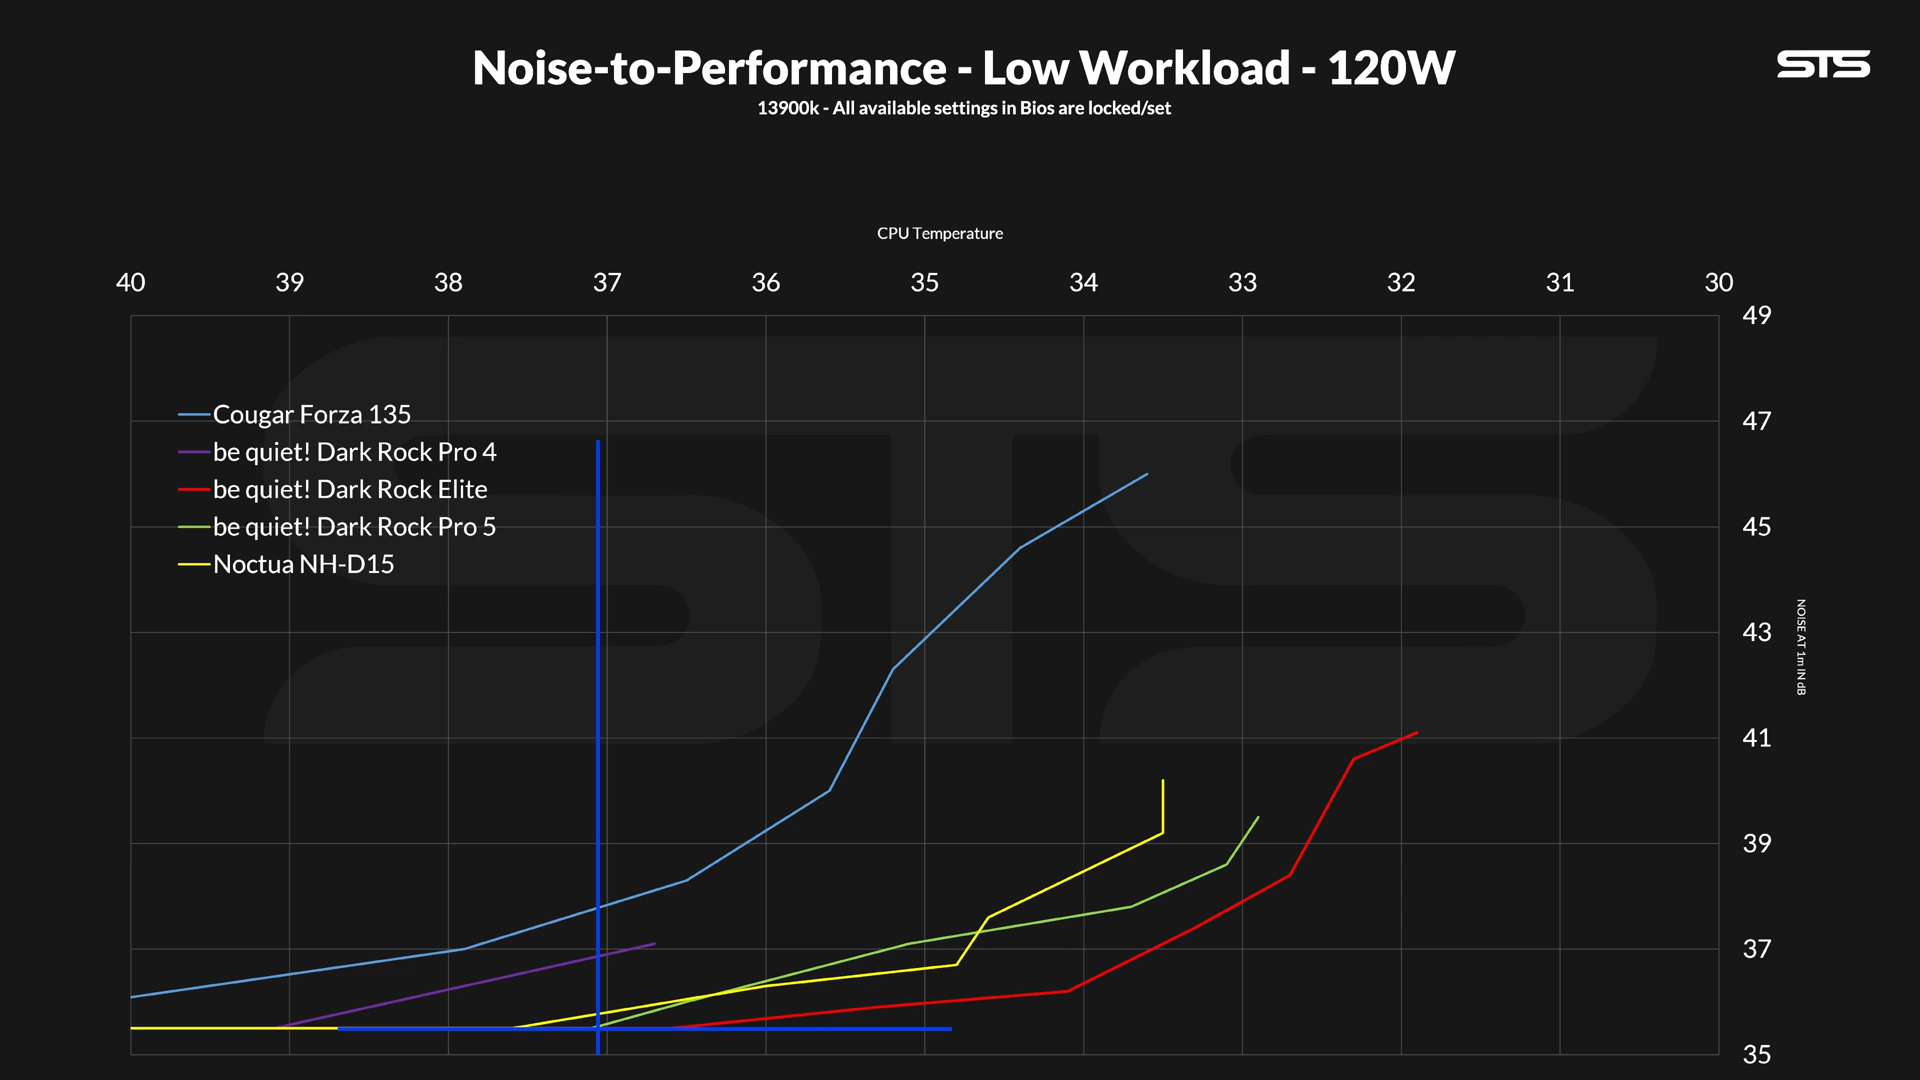 Noise-to-Performance - Low Workload - 120W
STS
13900k - All available settings in Bios are locked/set
CPU Temperature
40 39 38 37 36 35 34 33 32 31 30
49
47
45
43
41
39
37
35
Cougar Forza 135
be quiet! Dark Rock Pro 4
be quiet! Dark Rock Elite
be quiet! Dark Rock Pro 5
Noctua NH-D15
NOISE AT 1m IN dB
STS